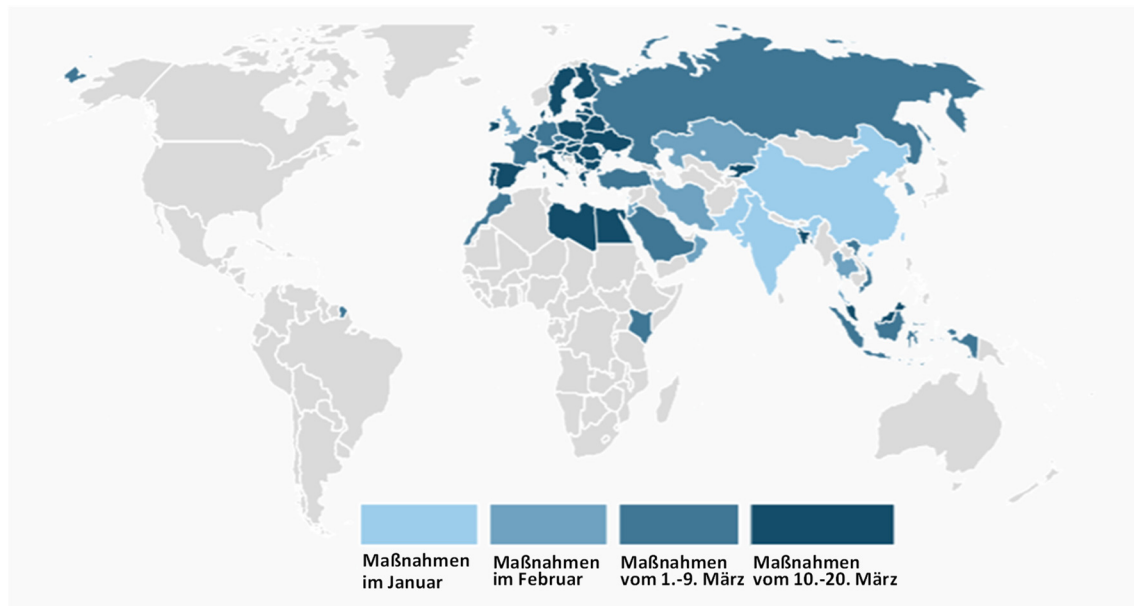 Maßnahmen
im Januar
Maßnahmen
im Februar
Maßnahmen
vom 1.-9. März
Maßnahmen
vom 10.-20. März